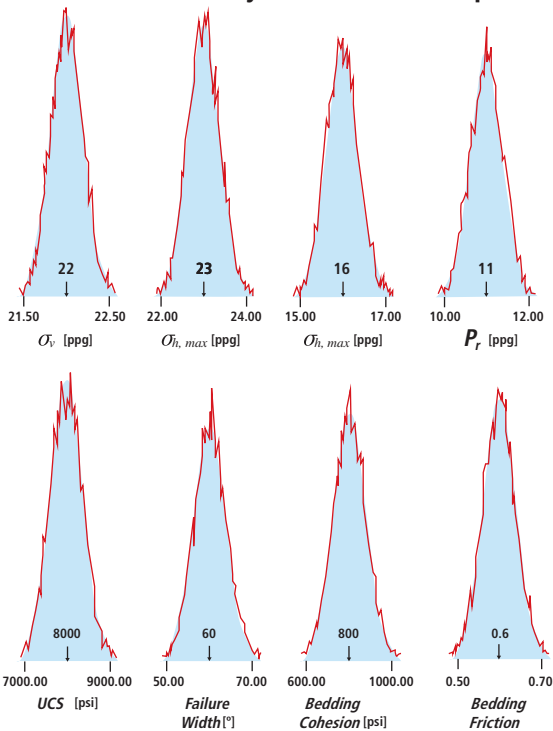 22
23
16
11
21.50 22.50
22.00 24.00
15.00 17.00
10.00 12.00
σv [ppg]
σh, max [ppg]
σh, max [ppg]
Pr [ppg]
8000
60
800
0.6
7000.00 9000.00
50.00 70.00
600.00 1000.00
0.50 0.70
UCS [psi]
Failure
Width [°]
Bedding
Cohesion [psi]
Bedding
Friction